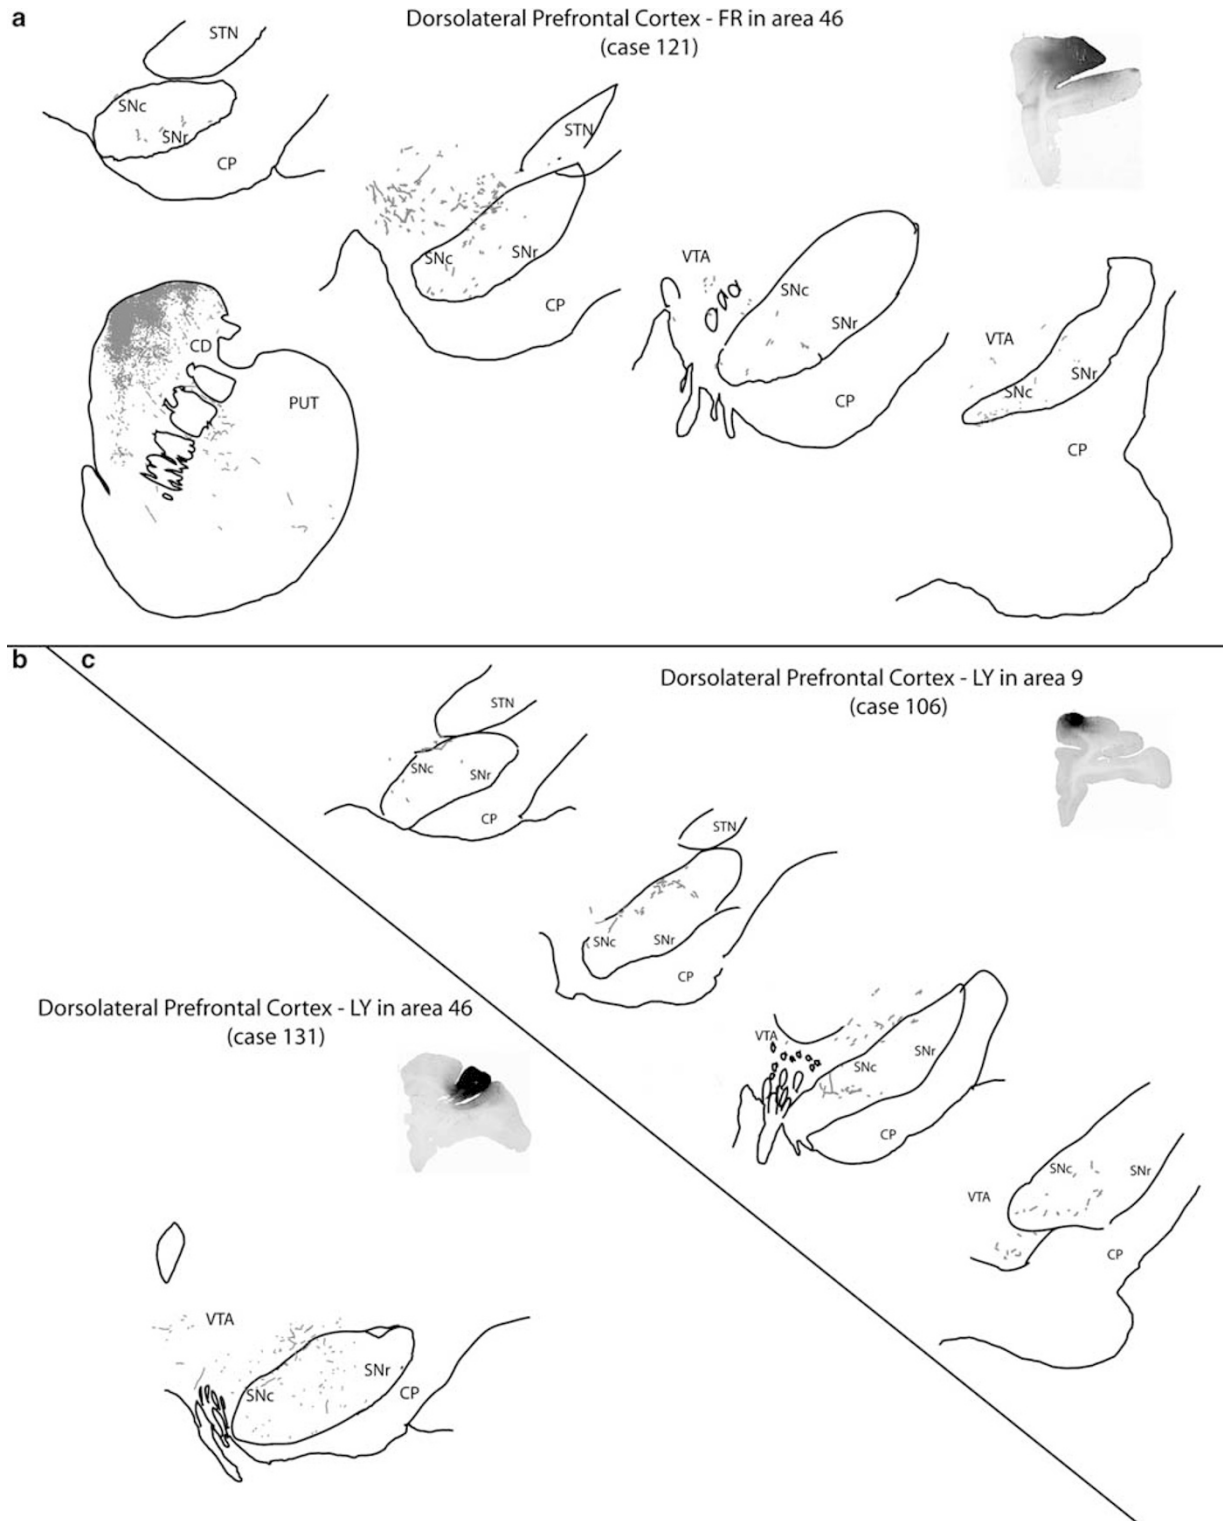 a
Dorsolateral Prefrontal Cortex - FR in area 46
(case 121)
STN
SNc
SNr
CP
STN
SNc
SNr
CP
VTA
SNc
SNr
CP
VTA
SNr
SNc
CP
CD
PUT
b
c
Dorsolateral Prefrontal Cortex - LY in area 9
(case 106)
STN
SNc
SNr
CP
STN
SNc
SNr
CP
VTA
SNc
SNr
CP
VTA
SNc
SNr
CP
Dorsolateral Prefrontal Cortex - LY in area 46
(case 131)
VTA
SNc
SNr
CP